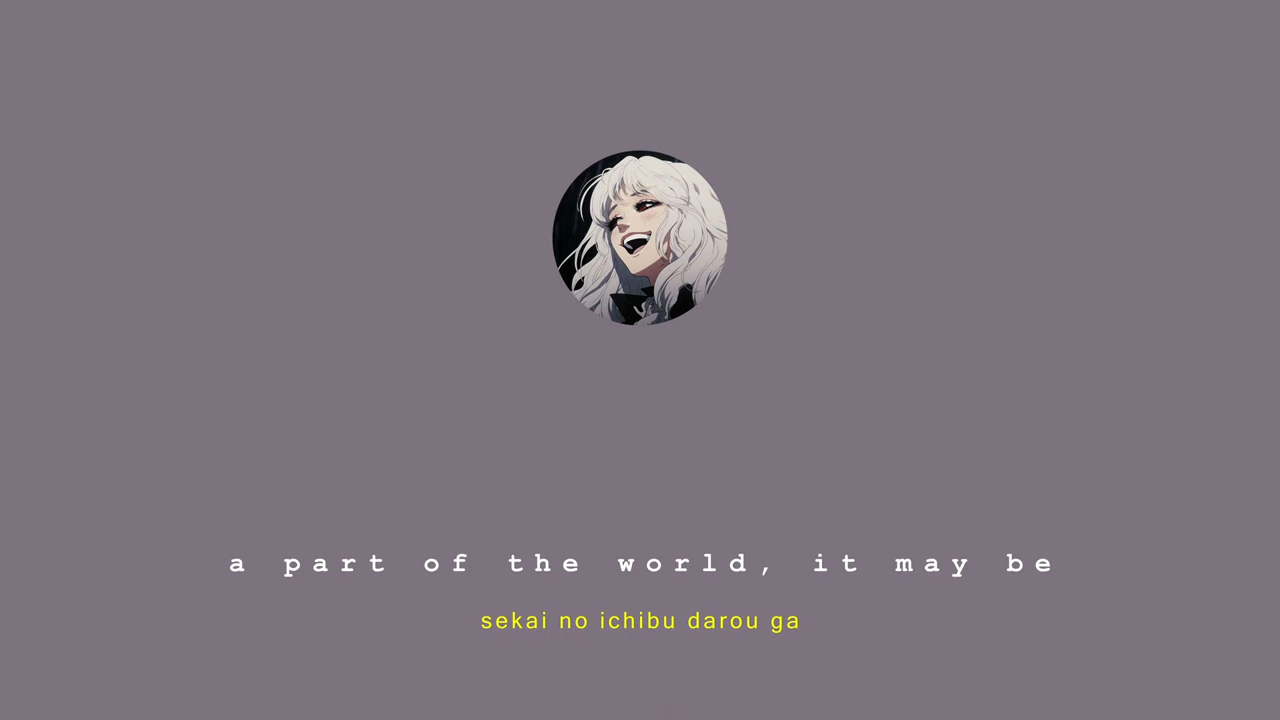 a part of the world, it may be
sekai no ichibu darou ga